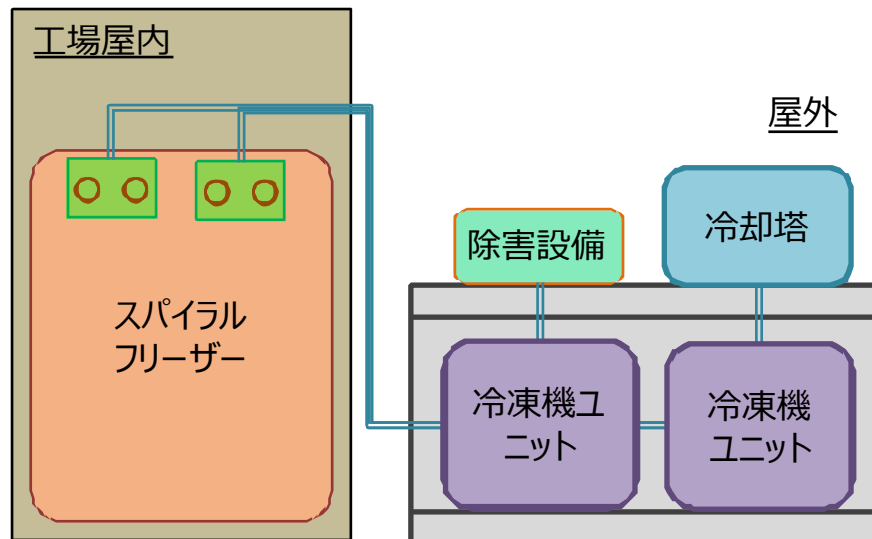 工場屋内
屋外
除害設備
冷却塔
スパイラル
フリーザー
冷凍機ユ
ニット
冷凍機
ユニット